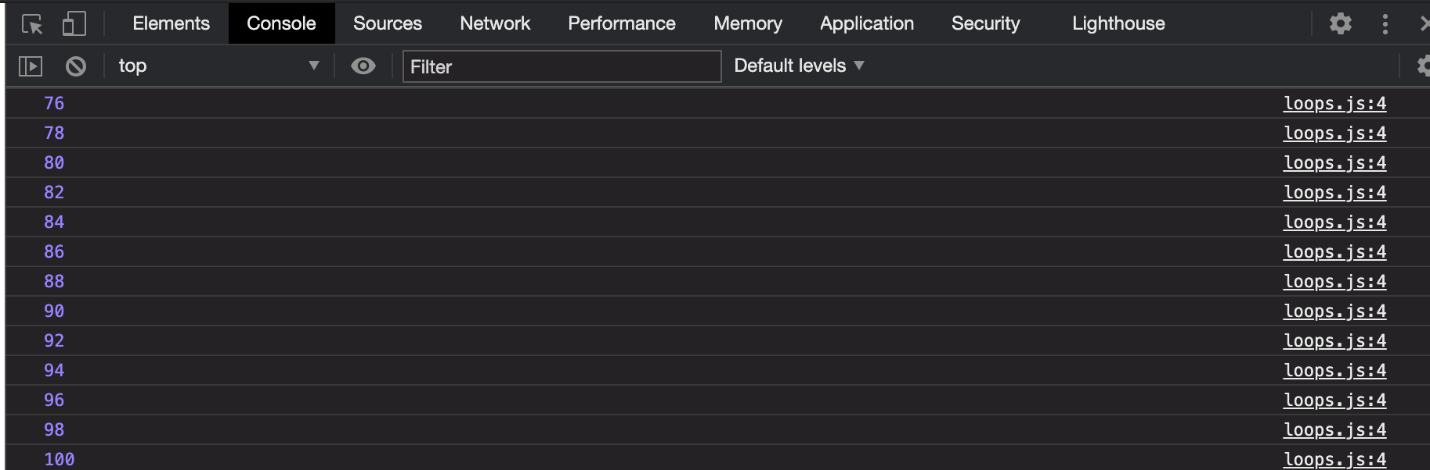 Elements Console Sources Network Performance Memory Application Security Lighthouse
top Filter Default levels
76 loops.js:4
78 loops.js:4
80 loops.js:4
82 loops.js:4
84 loops.js:4
86 loops.js:4
88 loops.js:4
90 loops.js:4
92 loops.js:4
94 loops.js:4
96 loops.js:4
98 loops.js:4
100 loops.js:4